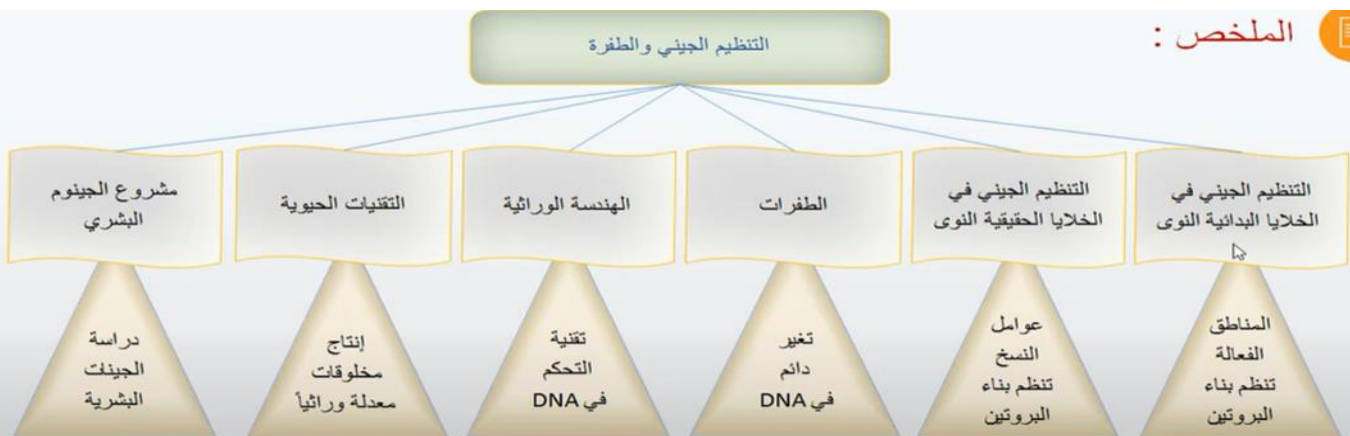 الملخص :
التنظيم الجيني والطفرة
التنظيم الجيني في
الخلايا البدائية النوى
التنظيم الجيني في
الخلايا الحقيقية النوى
الطفرات
الهندسة الوراثية
التقنيات الحيوية
مشروع الجينوم
البشري
المناطق
الفعالة
تنظم بناء
البروتين
عوامل
النسخ
تنظم بناء
البروتين
تغير
دائم
في DNA
تقنية
التحكم
في DNA
إنتاج
مخلوقات
معدلة وراثياً
دراسة
الجينات
البشرية